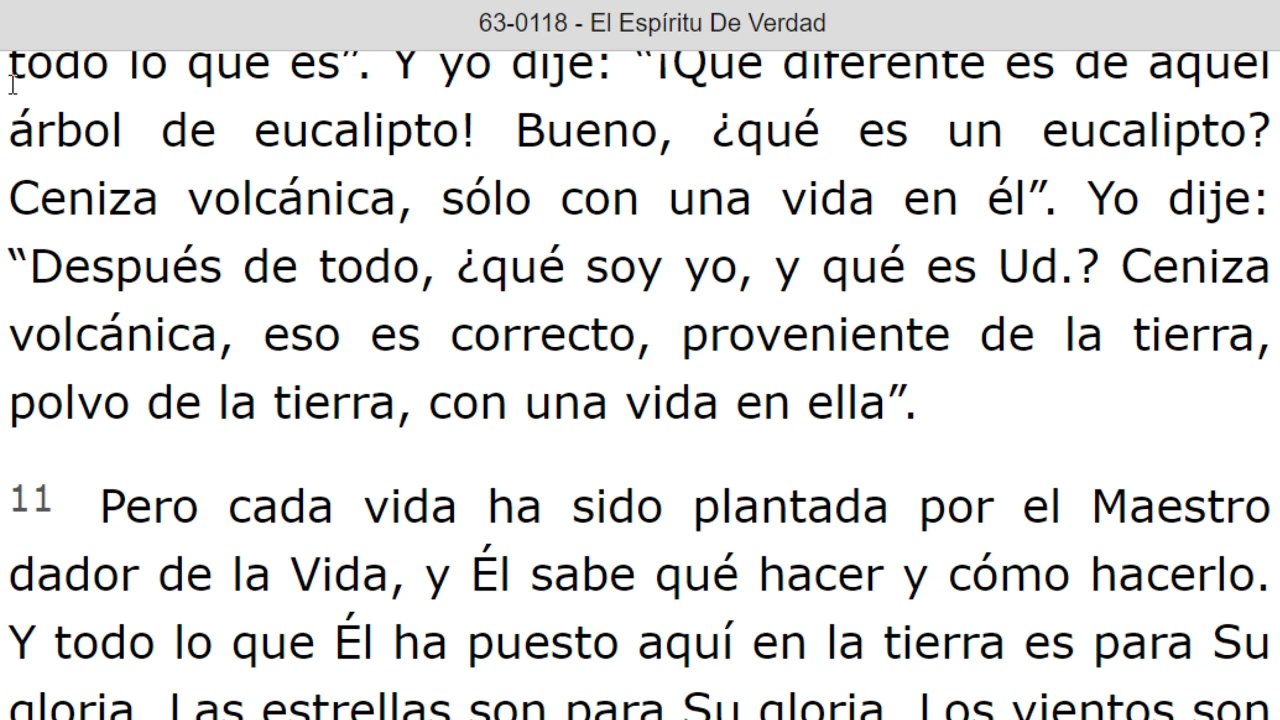 63-0118 - El Espíritu De Verdad
todo lo que es”. Y yo dije: “¡Qué diferente es de aquel
árbol de eucalipto! Bueno, ¿qué es un eucalipto?
Ceniza volcánica, sólo con una vida en él”. Yo dije:
“Después de todo, ¿qué soy yo, y qué es Ud.? Ceniza
volcánica, eso es correcto, proveniente de la tierra,
polvo de la tierra, con una vida en ella”.
11 Pero cada vida ha sido plantada por el Maestro
dador de la Vida, y Él sabe qué hacer y cómo hacerlo.
Y todo lo que Él ha puesto aquí en la tierra es para Su
gloria. Las estrellas son para Su gloria. Los vientos son